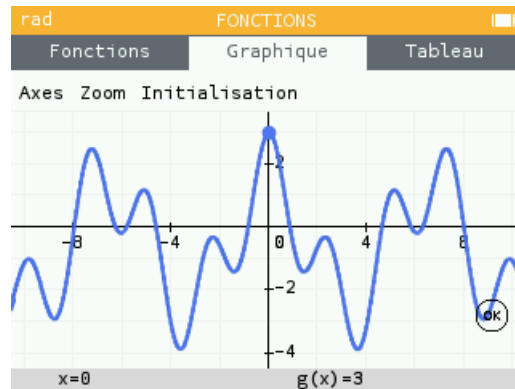 rad FONCTIONS
Fonctions Graphique Tableau
Axes Zoom Initialisation
2
-8 -4 0 4 8
-2
-4
OK
x=0 g(x)=3